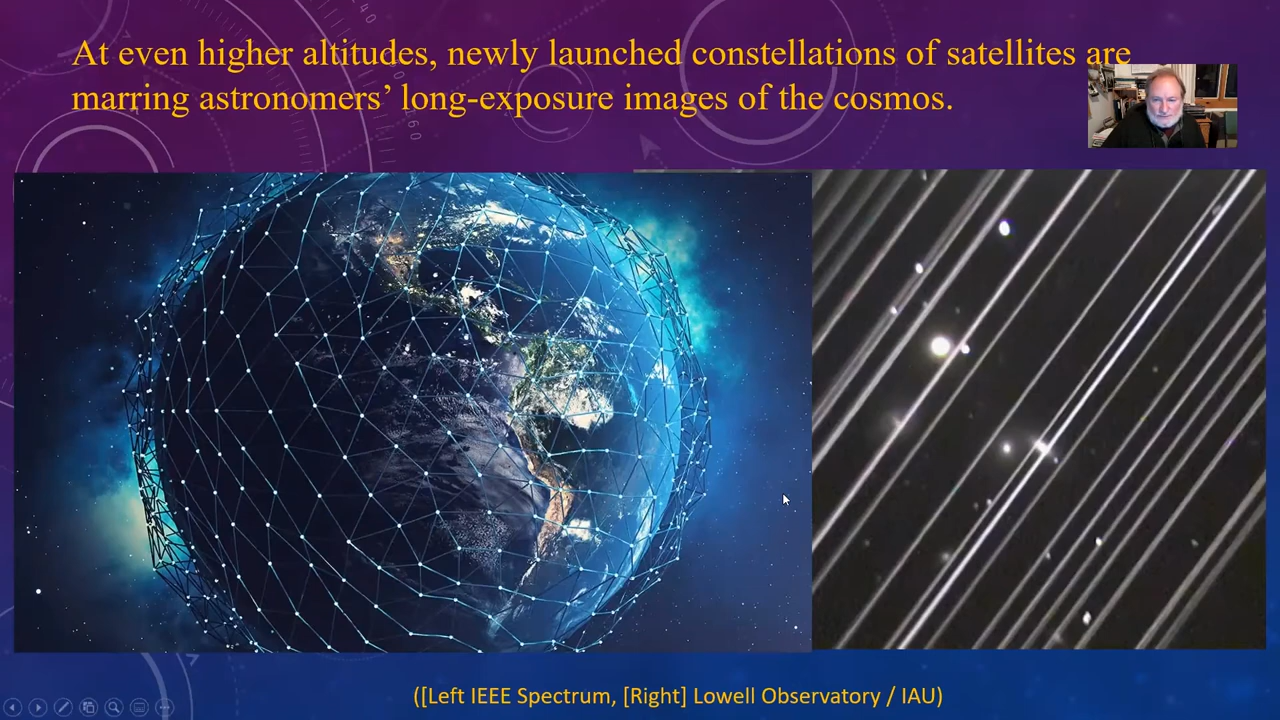 At even higher altitudes, newly launched constellations of satellites are
marring astronomers’ long-exposure images of the cosmos.
([Left IEEE Spectrum, [Right] Lowell Observatory / IAU)